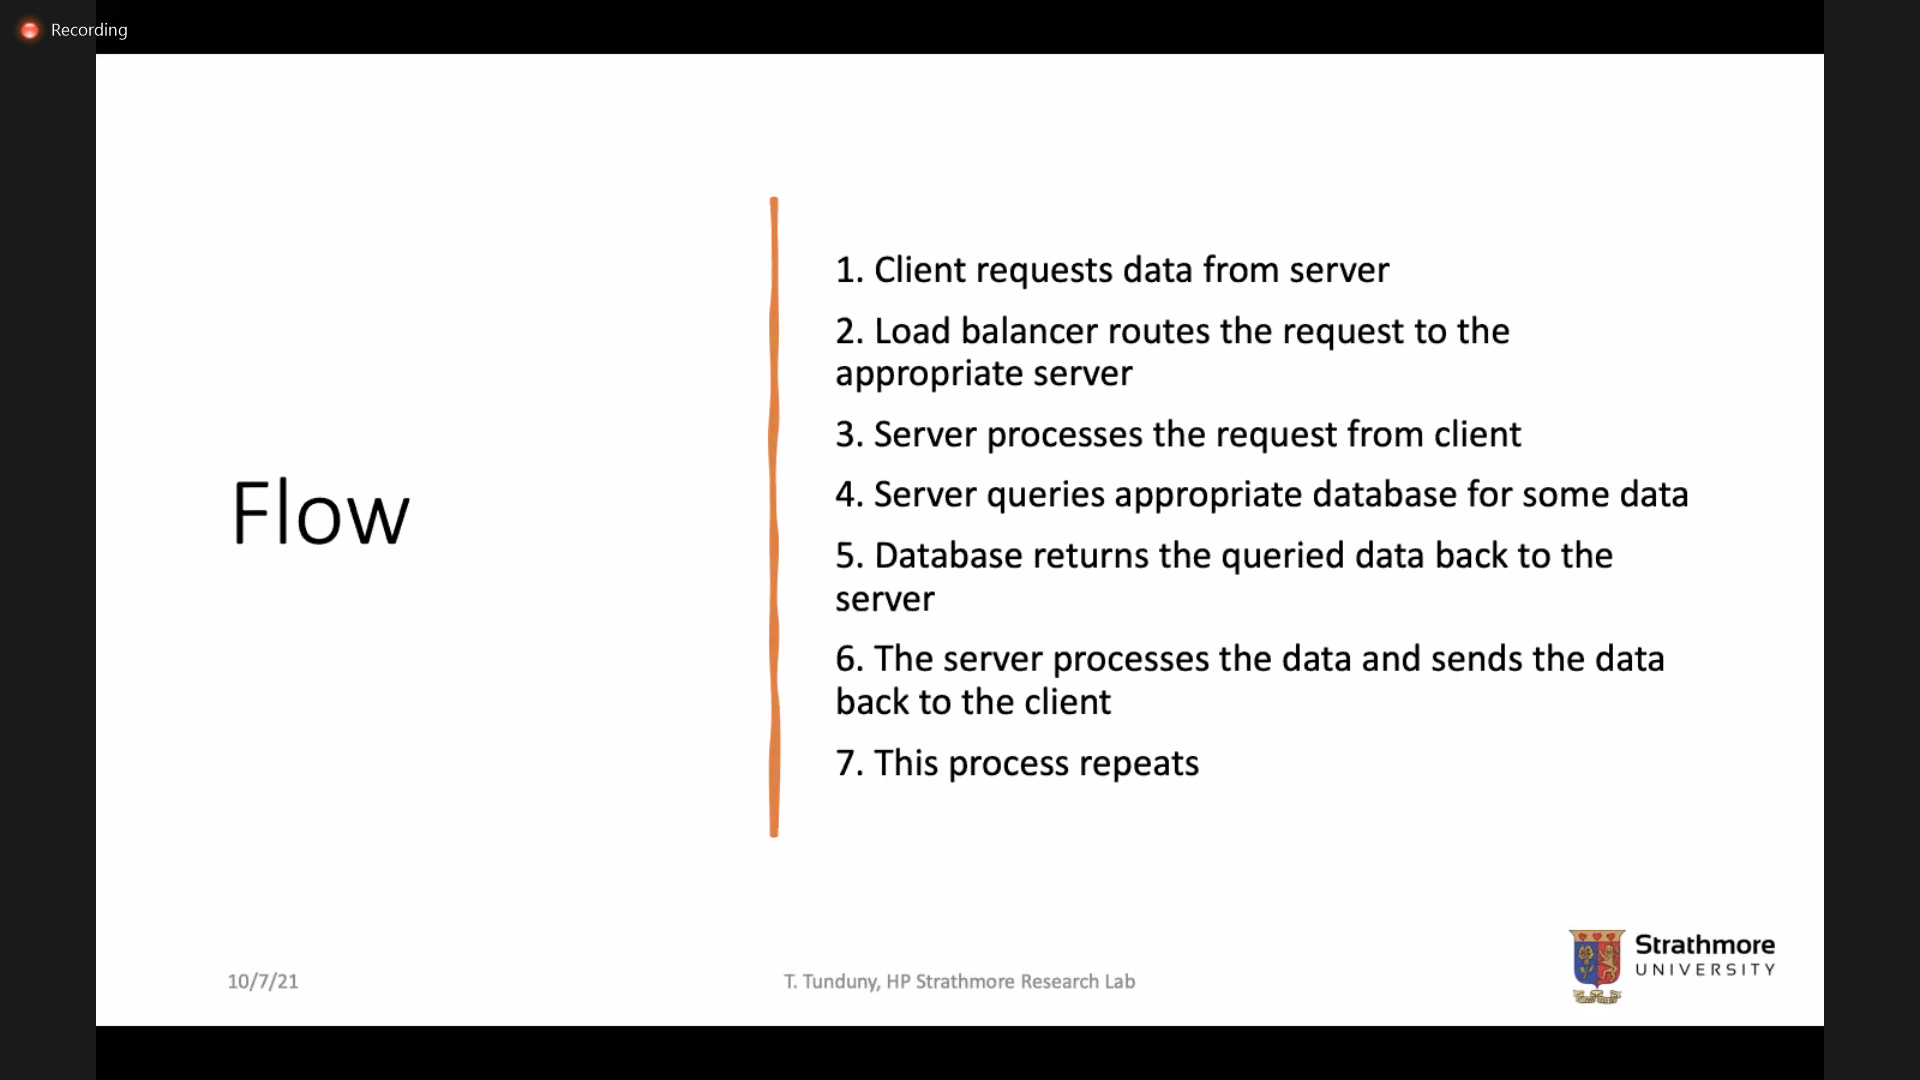 Recording
Flow
1. Client requests data from server
2. Load balancer routes the request to the
appropriate server
3. Server processes the request from client
4. Server queries appropriate database for some data
5. Database returns the queried data back to the
server
6. The server processes the data and sends the data
back to the client
7. This process repeats
10/7/21
T. Tunduny, HP Strathmore Research Lab
Strathmore
UNIVERSITY